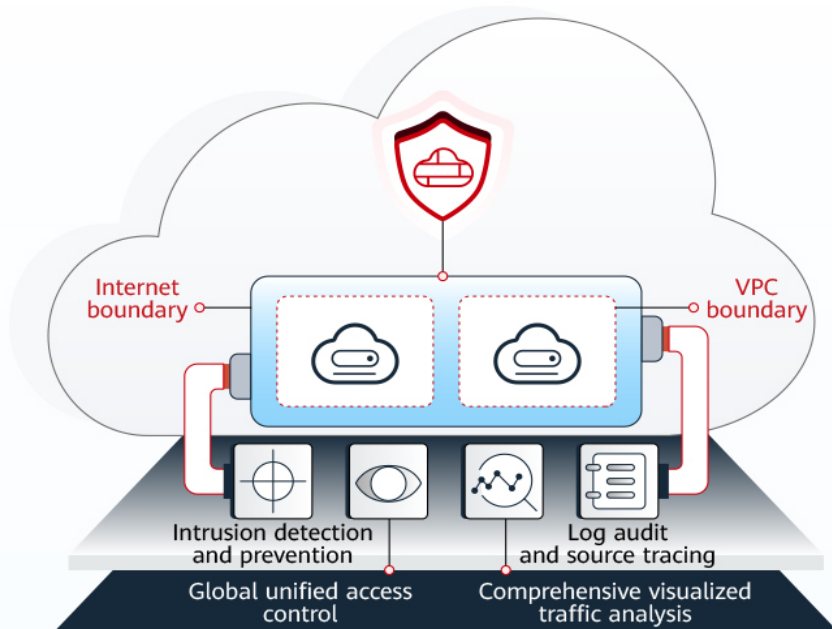 Internet
boundary
VPC
boundary
Intrusion detection
and prevention
Log audit
and source tracing
Global unified access
control
Comprehensive visualized
traffic analysis